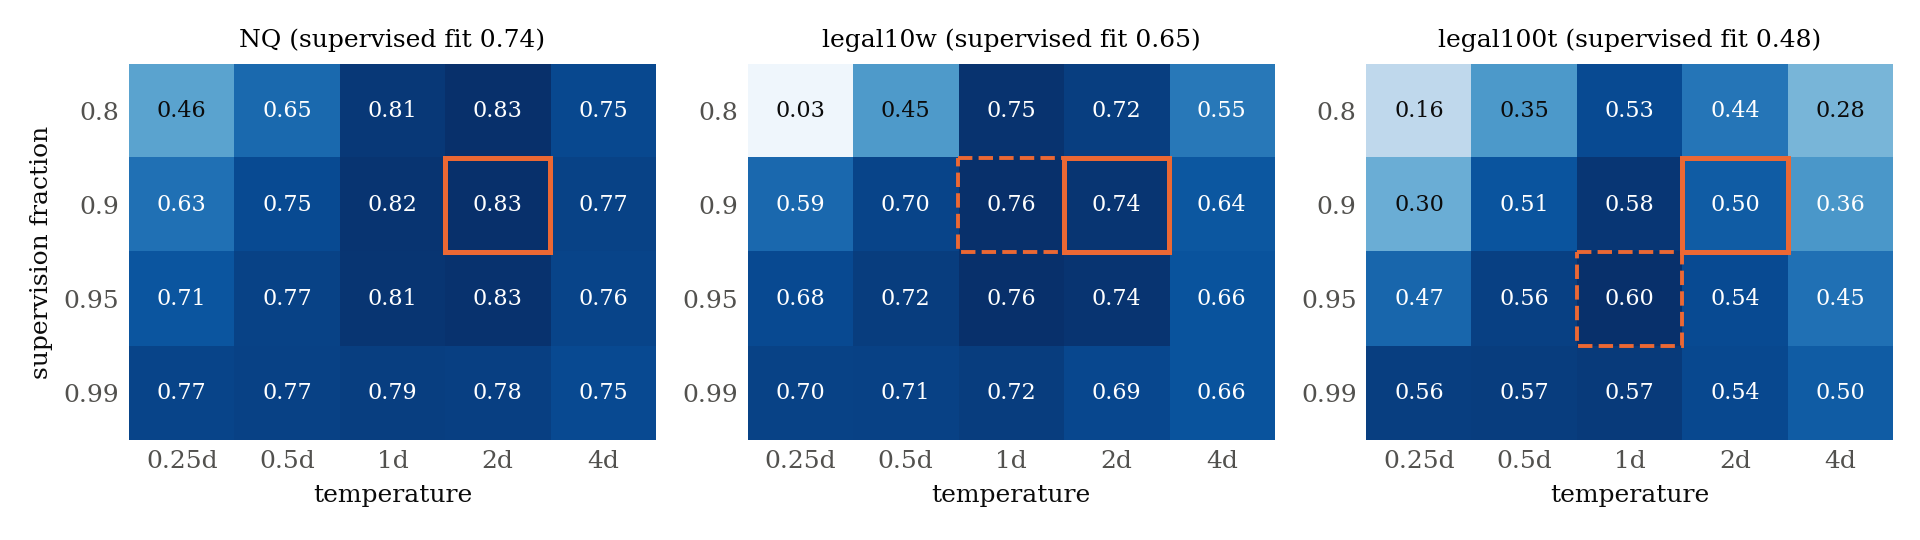 NQ (supervised fit 0.74)
supervision fraction
0.8 0.46 0.65 0.81 0.83 0.75
0.9 0.63 0.75 0.82 0.83 0.77
0.95 0.71 0.77 0.81 0.83 0.76
0.99 0.77 0.77 0.79 0.78 0.75
0.25d 0.5d 1d 2d 4d
temperature
legal10w (supervised fit 0.65)
0.8 0.03 0.45 0.75 0.72 0.55
0.9 0.59 0.70 0.76 0.74 0.64
0.95 0.68 0.72 0.76 0.74 0.66
0.99 0.70 0.71 0.72 0.69 0.66
0.25d 0.5d 1d 2d 4d
temperature
legal100t (supervised fit 0.48)
0.8 0.16 0.35 0.53 0.44 0.28
0.9 0.30 0.51 0.58 0.50 0.36
0.95 0.47 0.56 0.60 0.54 0.45
0.99 0.56 0.57 0.57 0.54 0.50
0.25d 0.5d 1d 2d 4d
temperature